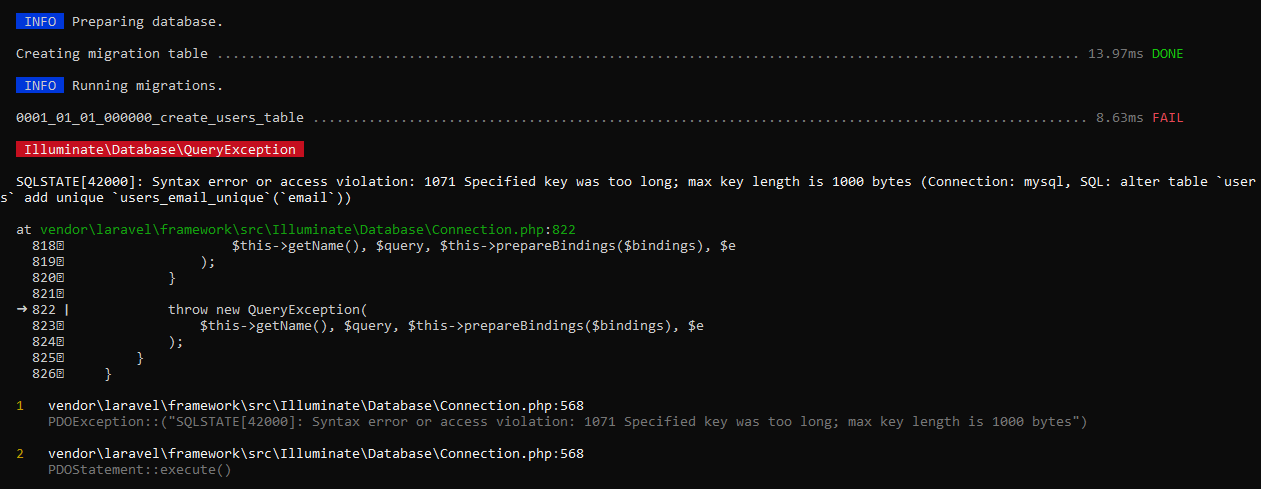 INFO Preparing database.
Creating migration table ............................................................................................................ 13.97ms DONE
INFO Running migrations.
0001_01_01_000000_create_users_table ................................................................................................. 8.63ms FAIL
Illuminate\Database\QueryException
SQLSTATE[42000]: Syntax error or access violation: 1071 Specified key was too long; max key length is 1000 bytes (Connection: mysql, SQL: alter table `user
s` add unique `users_email_unique`(`email`))
at vendor\laravel\framework\src\Illuminate\Database\Connection.php:822
818 $this->getName(), $query, $this->prepareBindings($bindings), $e
819 );
820 }
821
➜ 822 | throw new QueryException(
823 $this->getName(), $query, $this->prepareBindings($bindings), $e
824 );
825 }
826 }
1 vendor\laravel\framework\src\Illuminate\Database\Connection.php:568
PDOException::("SQLSTATE[42000]: Syntax error or access violation: 1071 Specified key was too long; max key length is 1000 bytes")
2 vendor\laravel\framework\src\Illuminate\Database\Connection.php:568
PDOStatement::execute()